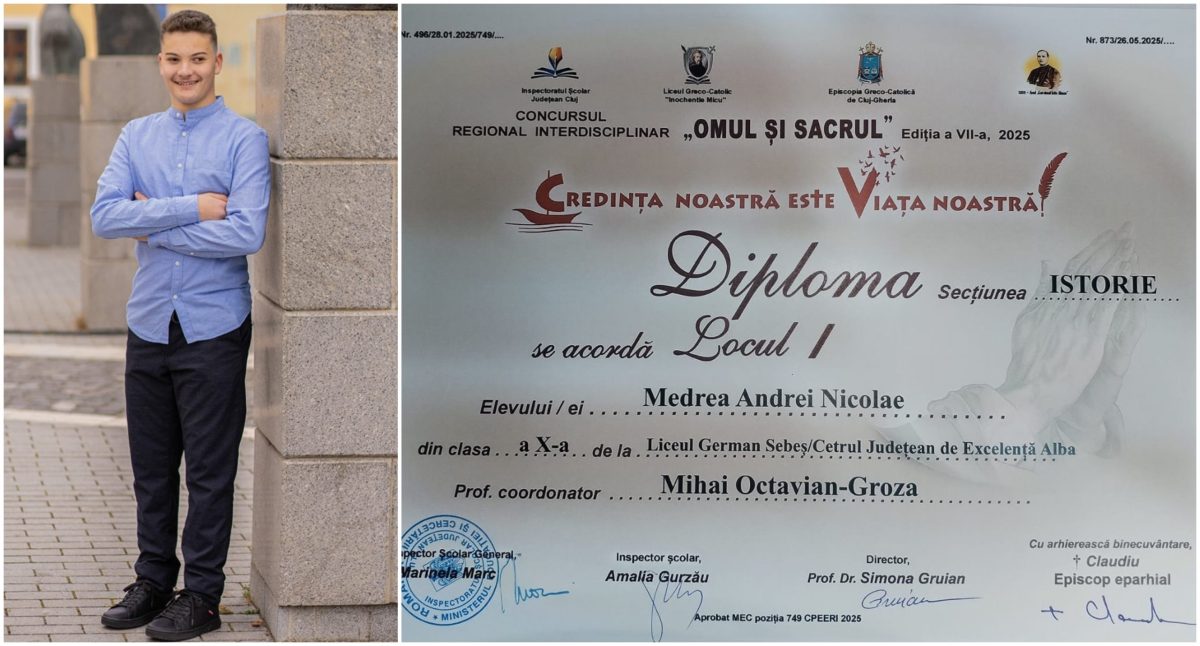 Nr. 496/28.01.2025/749/....
Nr. 873/26.05.2025/....
Inspectoratul Școlar
Județean Cluj
Liceul Greco-Catolic
"Inochentie Micu"
Episcopia Greco-Catolică
de Cluj-Gherla
CONCURSUL
REGIONAL INTERDISCIPLINAR „OMUL ȘI SACRUL” Ediția a VII-a, 2025
CREDINȚA NOASTRĂ ESTE VIAȚA NOASTRĂ!
Diploma Secțiunea ISTORIE
se acordă Locul I
Elevului / ei Medrea Andrei Nicolae
din clasa a X-a de la Liceul German Sebeș/Cetrul Județean de Excelență Alba
Prof. coordonator Mihai Octavian-Groza
Cu arhierească binecuvântare,
† Claudiu
Episcop eparhial
Inspector școlar,
Amalia Gurzău
Director,
Prof. Dr. Simona Gruian
spector Școlar General,
Marinela Marc
Aprobat MEC poziția 749 CPEERI 2025